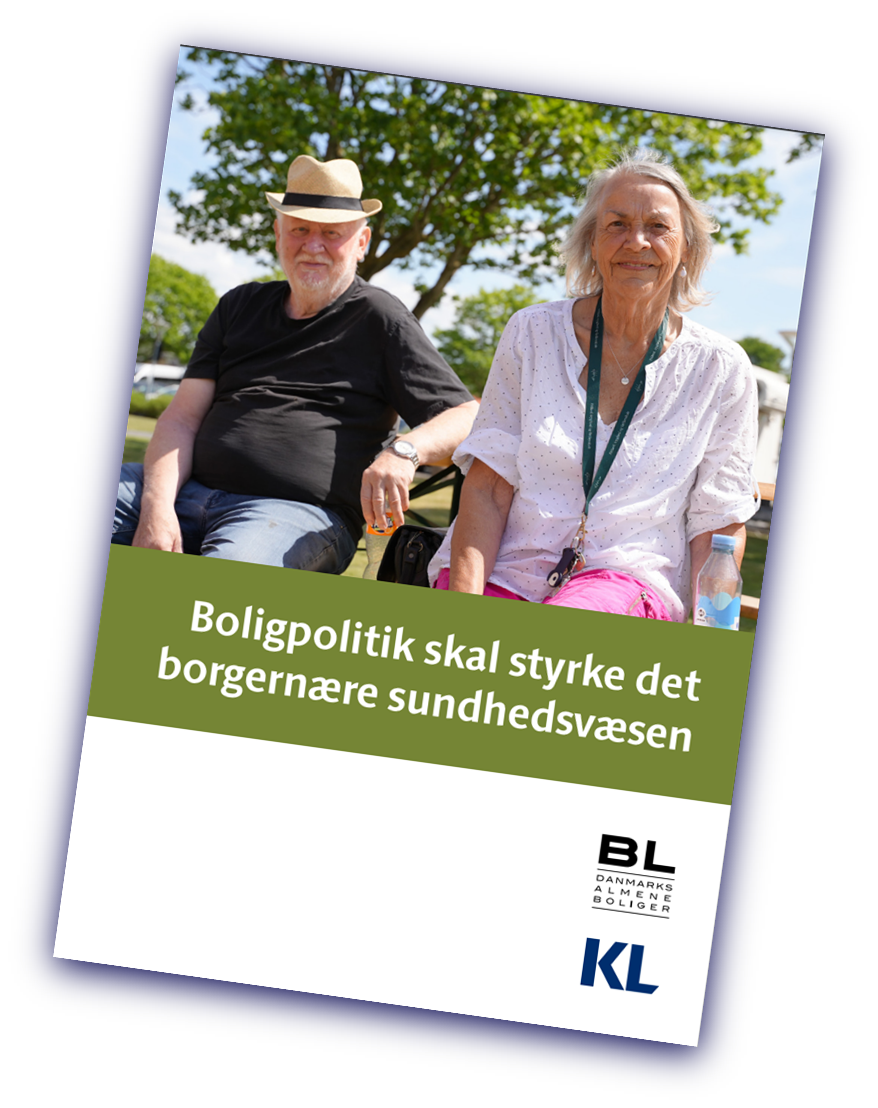 Boligpolitik skal styrke det
borgernære sundhedsvæsen
BL
DANMARKS
ALMENE
BOLIGER
KL